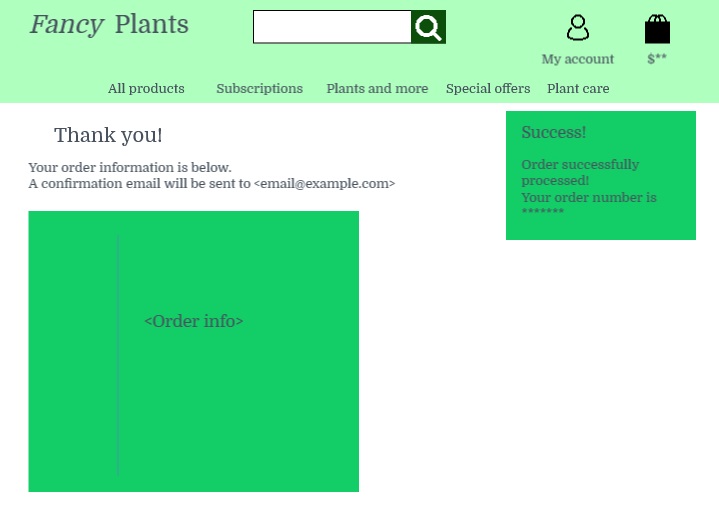 Fancy Plants
My account
$**
All products
Subscriptions
Plants and more
Special offers
Plant care
Thank you!
Your order information is below.
A confirmation email will be sent to <email@example.com>
Success!
Order successfully
processed!
Your order number is
*******
<Order info>